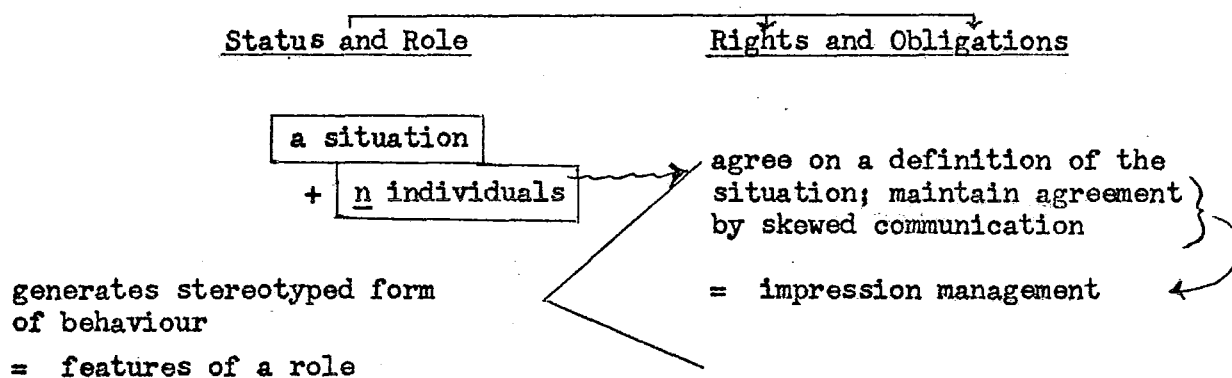 Status and Role
Rights and Obligations
a situation
+ n individuals
agree on a definition of the
situation; maintain agreement
by skewed communication
= impression management
generates stereotyped form
of behaviour
= features of a role